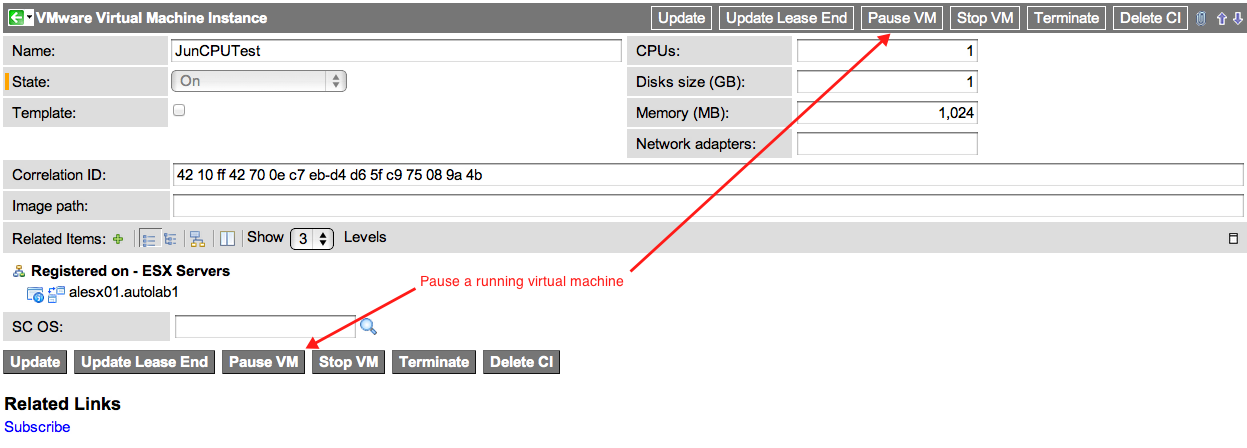 VMware Virtual Machine Instance Update Update Lease End Pause VM Stop VM Terminate Delete CI
Name: JunCPUTest CPUs: 1
State: On Disks size (GB): 1
Template: Memory (MB): 1,024
Network adapters:
Correlation ID: 42 10 ff 42 70 0e c7 eb-d4 d6 5f c9 75 08 9a 4b
Image path:
Related Items: Show 3 Levels
Registered on - ESX Servers
Pause a running virtual machine
alesx01.autolab1
SC OS:
Update Update Lease End Pause VM Stop VM Terminate Delete CI
Related Links
Subscribe